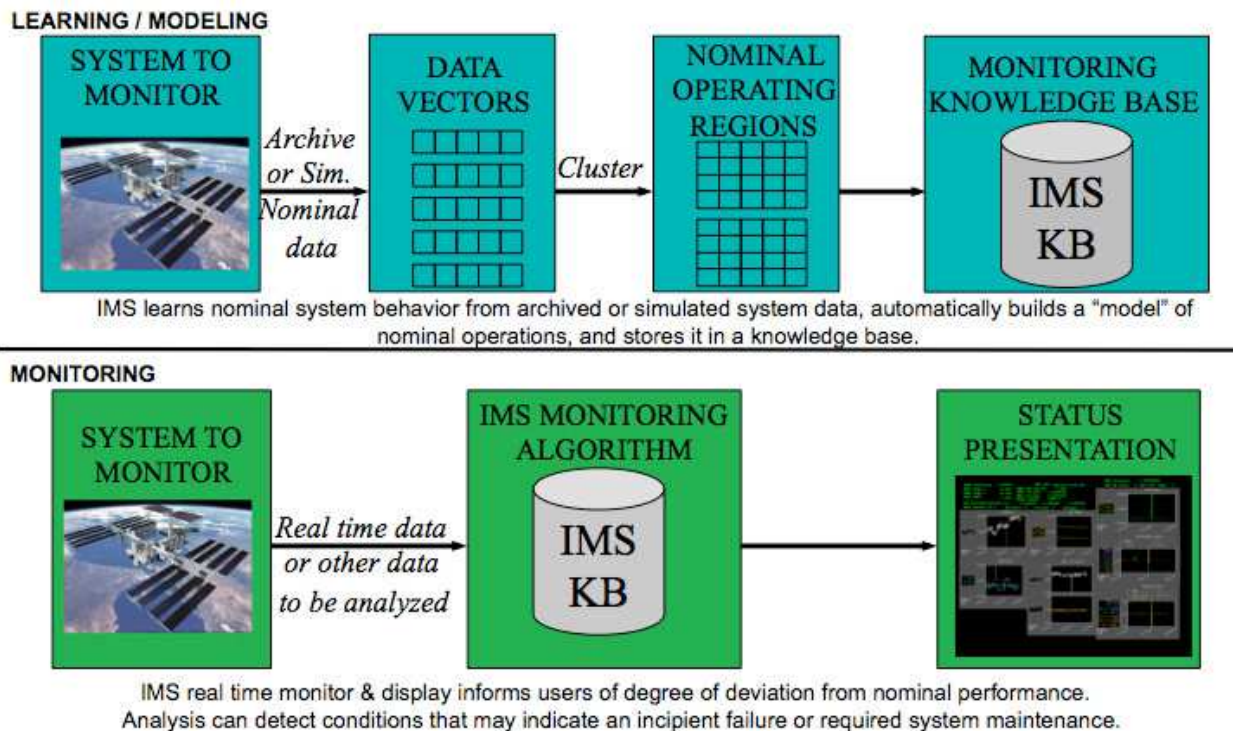 LEARNING / MODELING
SYSTEM TO
MONITOR
Archive
or Sim.
Nominal
data
DATA
VECTORS
Cluster
NOMINAL
OPERATING
REGIONS
MONITORING
KNOWLEDGE BASE
IMS
KB
IMS learns nominal system behavior from archived or simulated system data, automatically builds a “model” of
nominal operations, and stores it in a knowledge base.
MONITORING
SYSTEM TO
MONITOR
Real time data
or other data
to be analyzed
IMS MONITORING
ALGORITHM
IMS
KB
STATUS
PRESENTATION
IMS real time monitor & display informs users of degree of deviation from nominal performance.
Analysis can detect conditions that may indicate an incipient failure or required system maintenance.